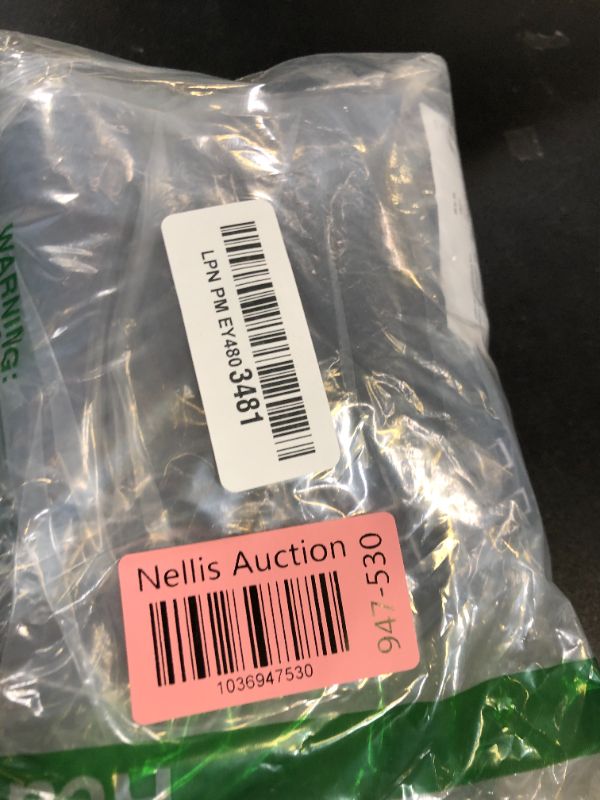 WARNING:
LPN PM EY480 3481
Nellis Auction
1036947530
947-530